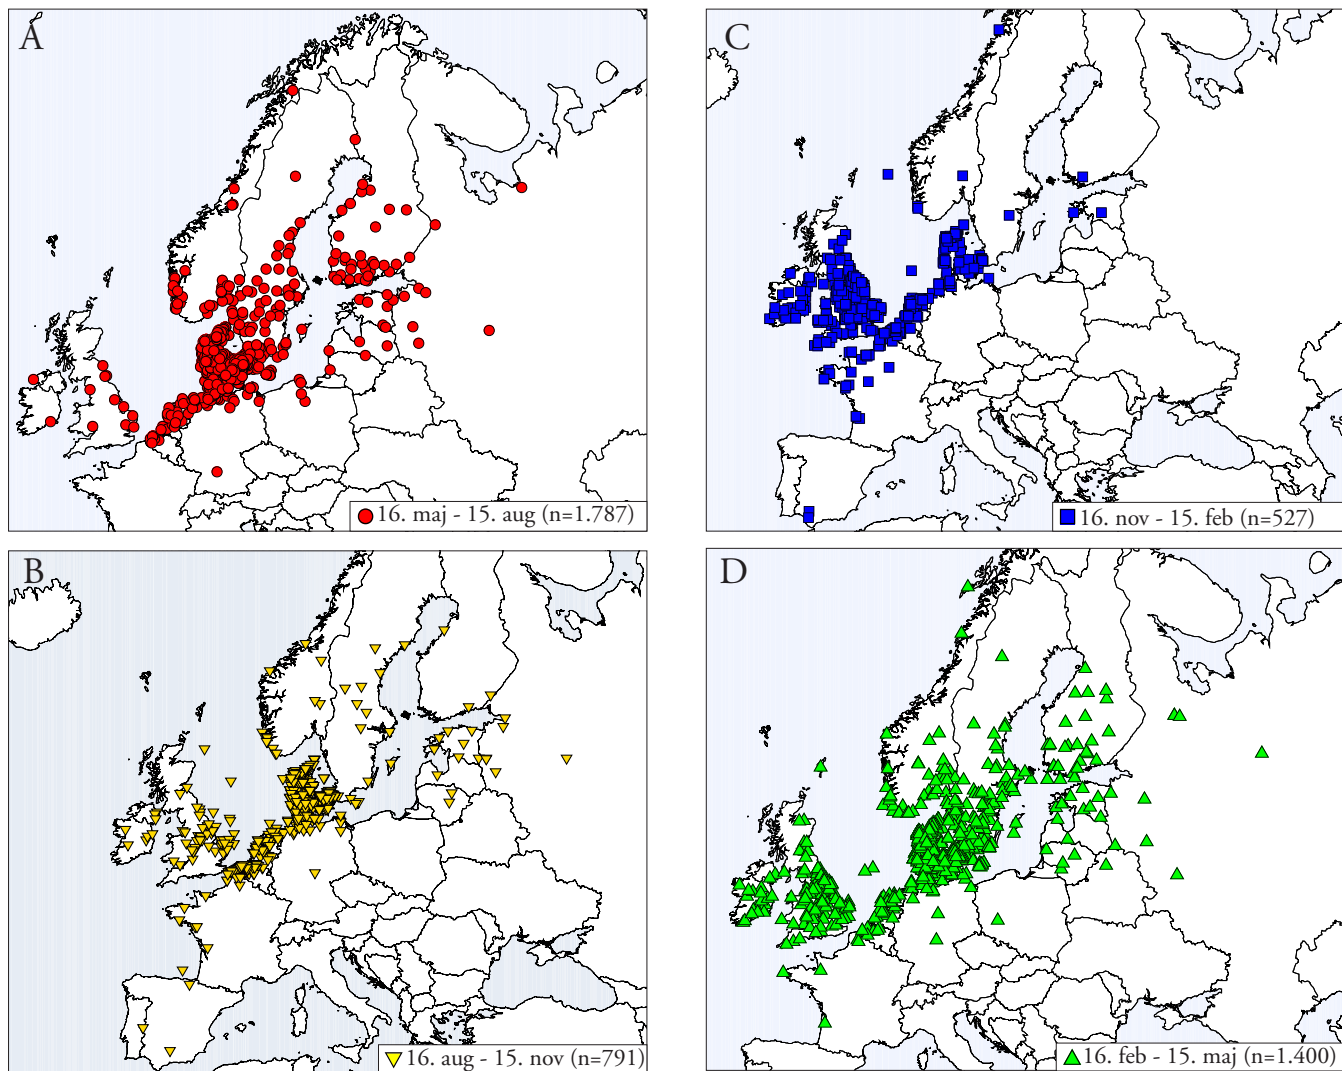 A
16. maj - 15. aug (n=1.787)
C
16. nov - 15. feb (n=527)
B
16. aug - 15. nov (n=791)
D
16. feb - 15. maj (n=1.400)